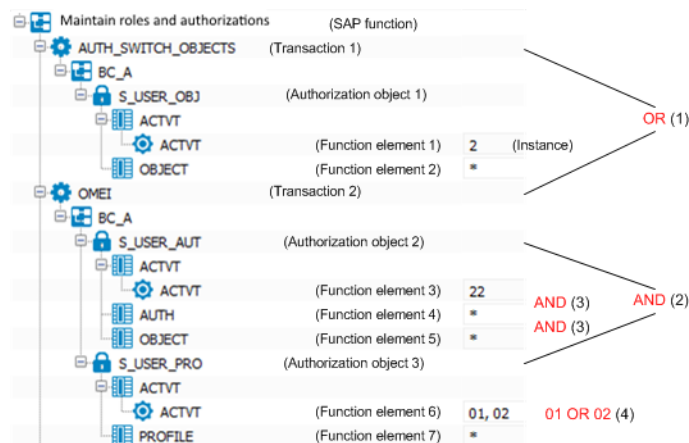 Maintain roles and authorizations (SAP function)
AUTH_SWITCH_OBJECTS (Transaction 1)
BC_A
S_USER_OBJ (Authorization object 1)
ACTVT
OR (1)
ACTVT (Function element 1) 2 (Instance)
OBJECT (Function element 2) *
OMEI (Transaction 2)
BC_A
S_USER_AUT (Authorization object 2)
ACTVT
ACTVT (Function element 3) 22
AND (3) AND (2)
AUTH (Function element 4) *
AND (3)
OBJECT (Function element 5) *
S_USER_PRO (Authorization object 3)
ACTVT
ACTVT (Function element 6) 01, 02 01 OR 02 (4)
PROFILE (Function element 7) *